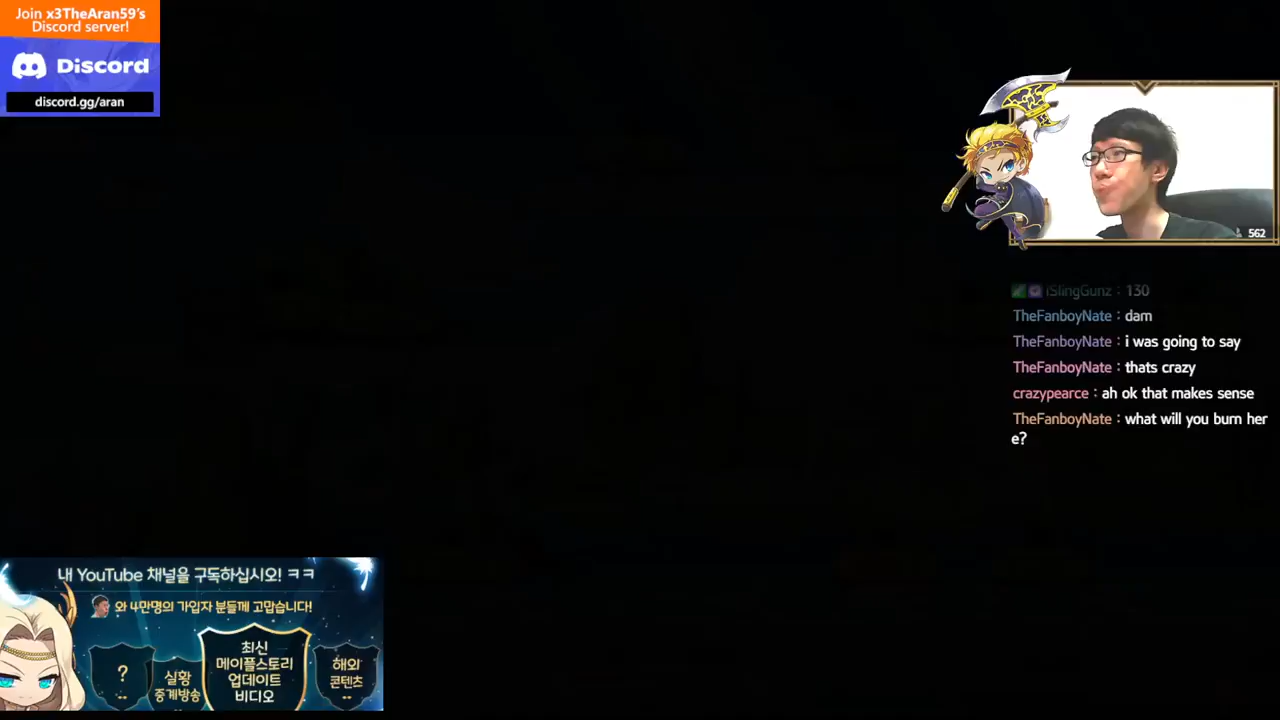 Join x3TheAran59's
Discord server!
Discord
discord.gg/aran
562
iSlingGunz : 130
TheFanboyNate : dam
TheFanboyNate : i was going to say
TheFanboyNate : thats crazy
crazypearce : ah ok that makes sense
TheFanboyNate : what will you burn her
e?
내 YouTube 채널을 구독하십시오! ㅋㅋ
와 4만명의 가입자 분들께 고맙습니다!
?
실황
중계방송
최신
메이플스토리
업데이트
비디오
해외
콘텐츠